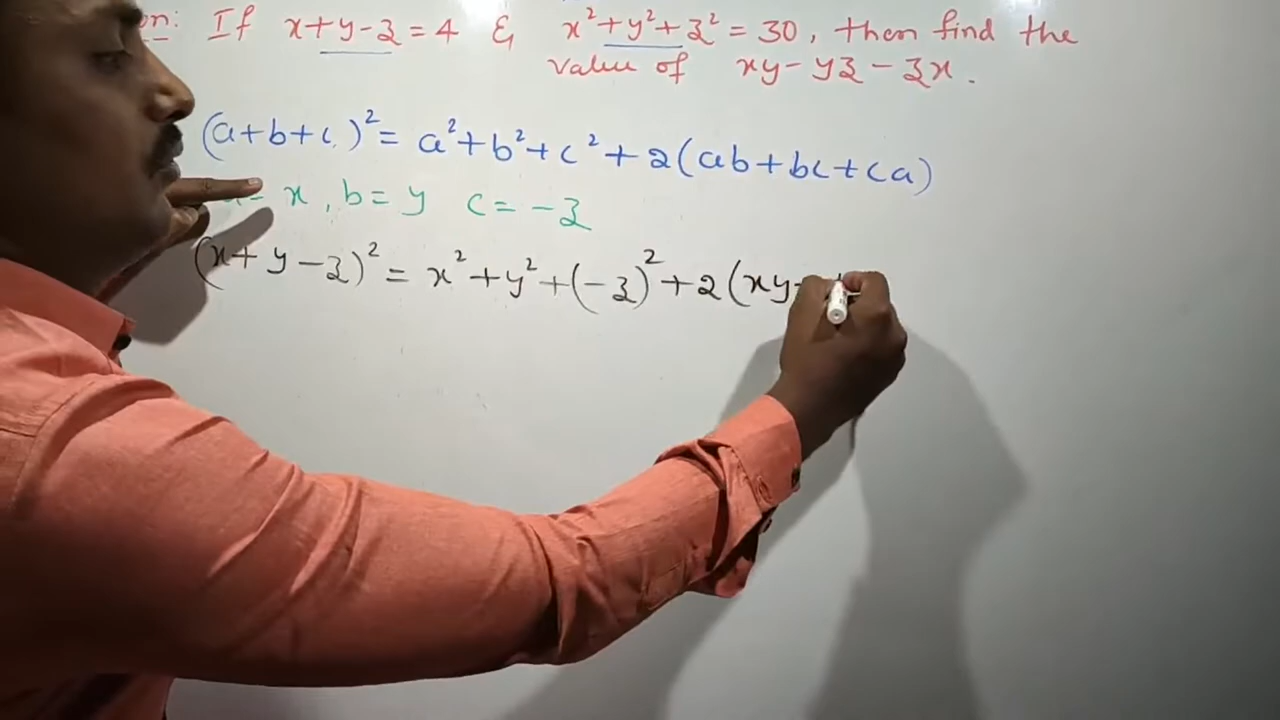 on: If x+y-z=4 & x²+y²+z²=30, then find the
value of xy-yz-zx.
(a+b+c)²= a²+b²+c²+2(ab+bc+ca)
a= x, b=y c=-z
(x+y-z)²= x²+y²+(-z)²+2(xy